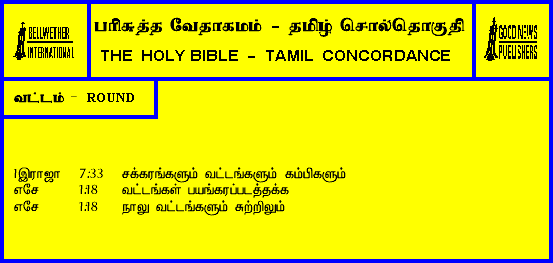 BELLWETHER
INTERNATIONAL
பரிசுத்த வேதாகமம் - தமிழ் சொல்தொகுதி
THE HOLY BIBLE - TAMIL CONCORDANCE
GOOD NEWS
PUBLISHERS
வட்டம் - ROUND
1இராஜா 7:33 சக்கரங்களும் வட்டங்களும் கம்பிகளும்
எசே 1:18 வட்டங்கள் பயங்கரப்படத்தக்க
எசே 1:18 நாலு வட்டங்களும் சுற்றிலும்